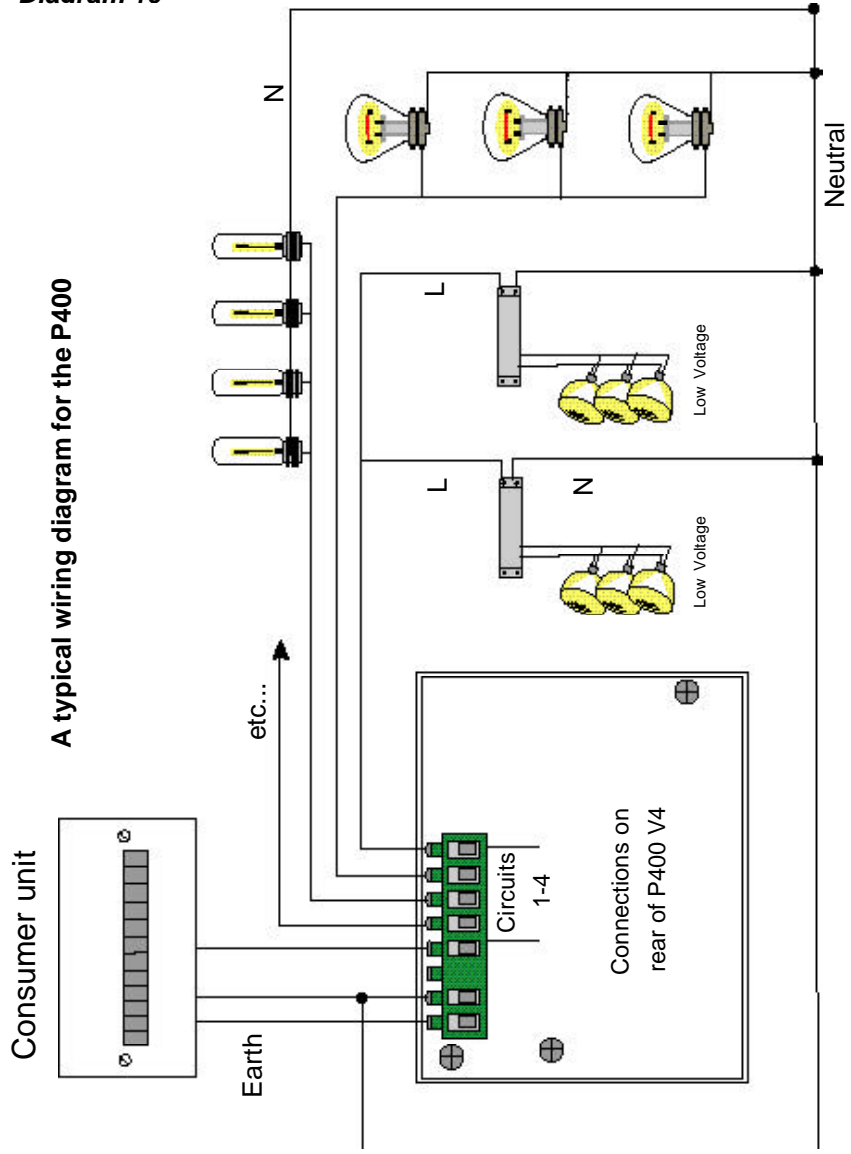 Diagram 10
A typical wiring diagram for the P400
Consumer unit
Earth
etc...
N
L
L
N
Low Voltage
Low Voltage
Neutral
Circuits
1-4
Connections on
rear of P400 V4